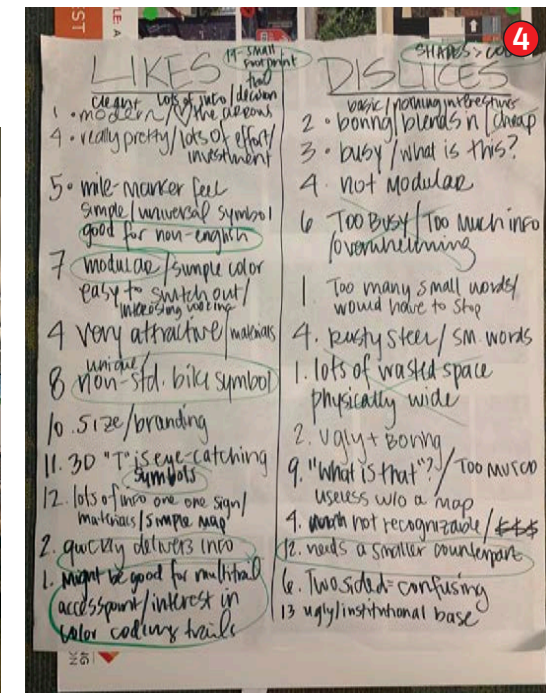 4
SHAPES >
14 - small
footprint
trail
LIKES
DISLIKES
clean lots of info/decision
1 • modern/♡ the arrows
4 • really pretty/lots of effort/
investment
5 • mile-marker feel
simple/universal symbol
good for non-english
7 modular/simple color
easy to switch out/
interesting looking
4 very attractive/materials
unique/
8 non-std. bike symbol
10. size/branding
11. 3D "T" is eye-catching
symbols
12. lots of info one one sign/
materials/simple map
2. quickly delivers info
1. Might be good for multitrail
accesspoint/interest in
color coding trails
basic/nothing interesting
2 • boring/blends in/cheap
3 • busy/what is this?
4. not modular
6 Too Busy/Too Much info
/overwhelming
1 Too many small words/
would have to stop
4. rusty steel/sm. words
1. lots of wasted space
physically wide
2. ugly + Boring
9. "what is that"?/Too
useless w/o a map
4. not recognizable/$$$
12. needs a smaller counterpart
6. Two sided = confusing
13 ugly/institutional base